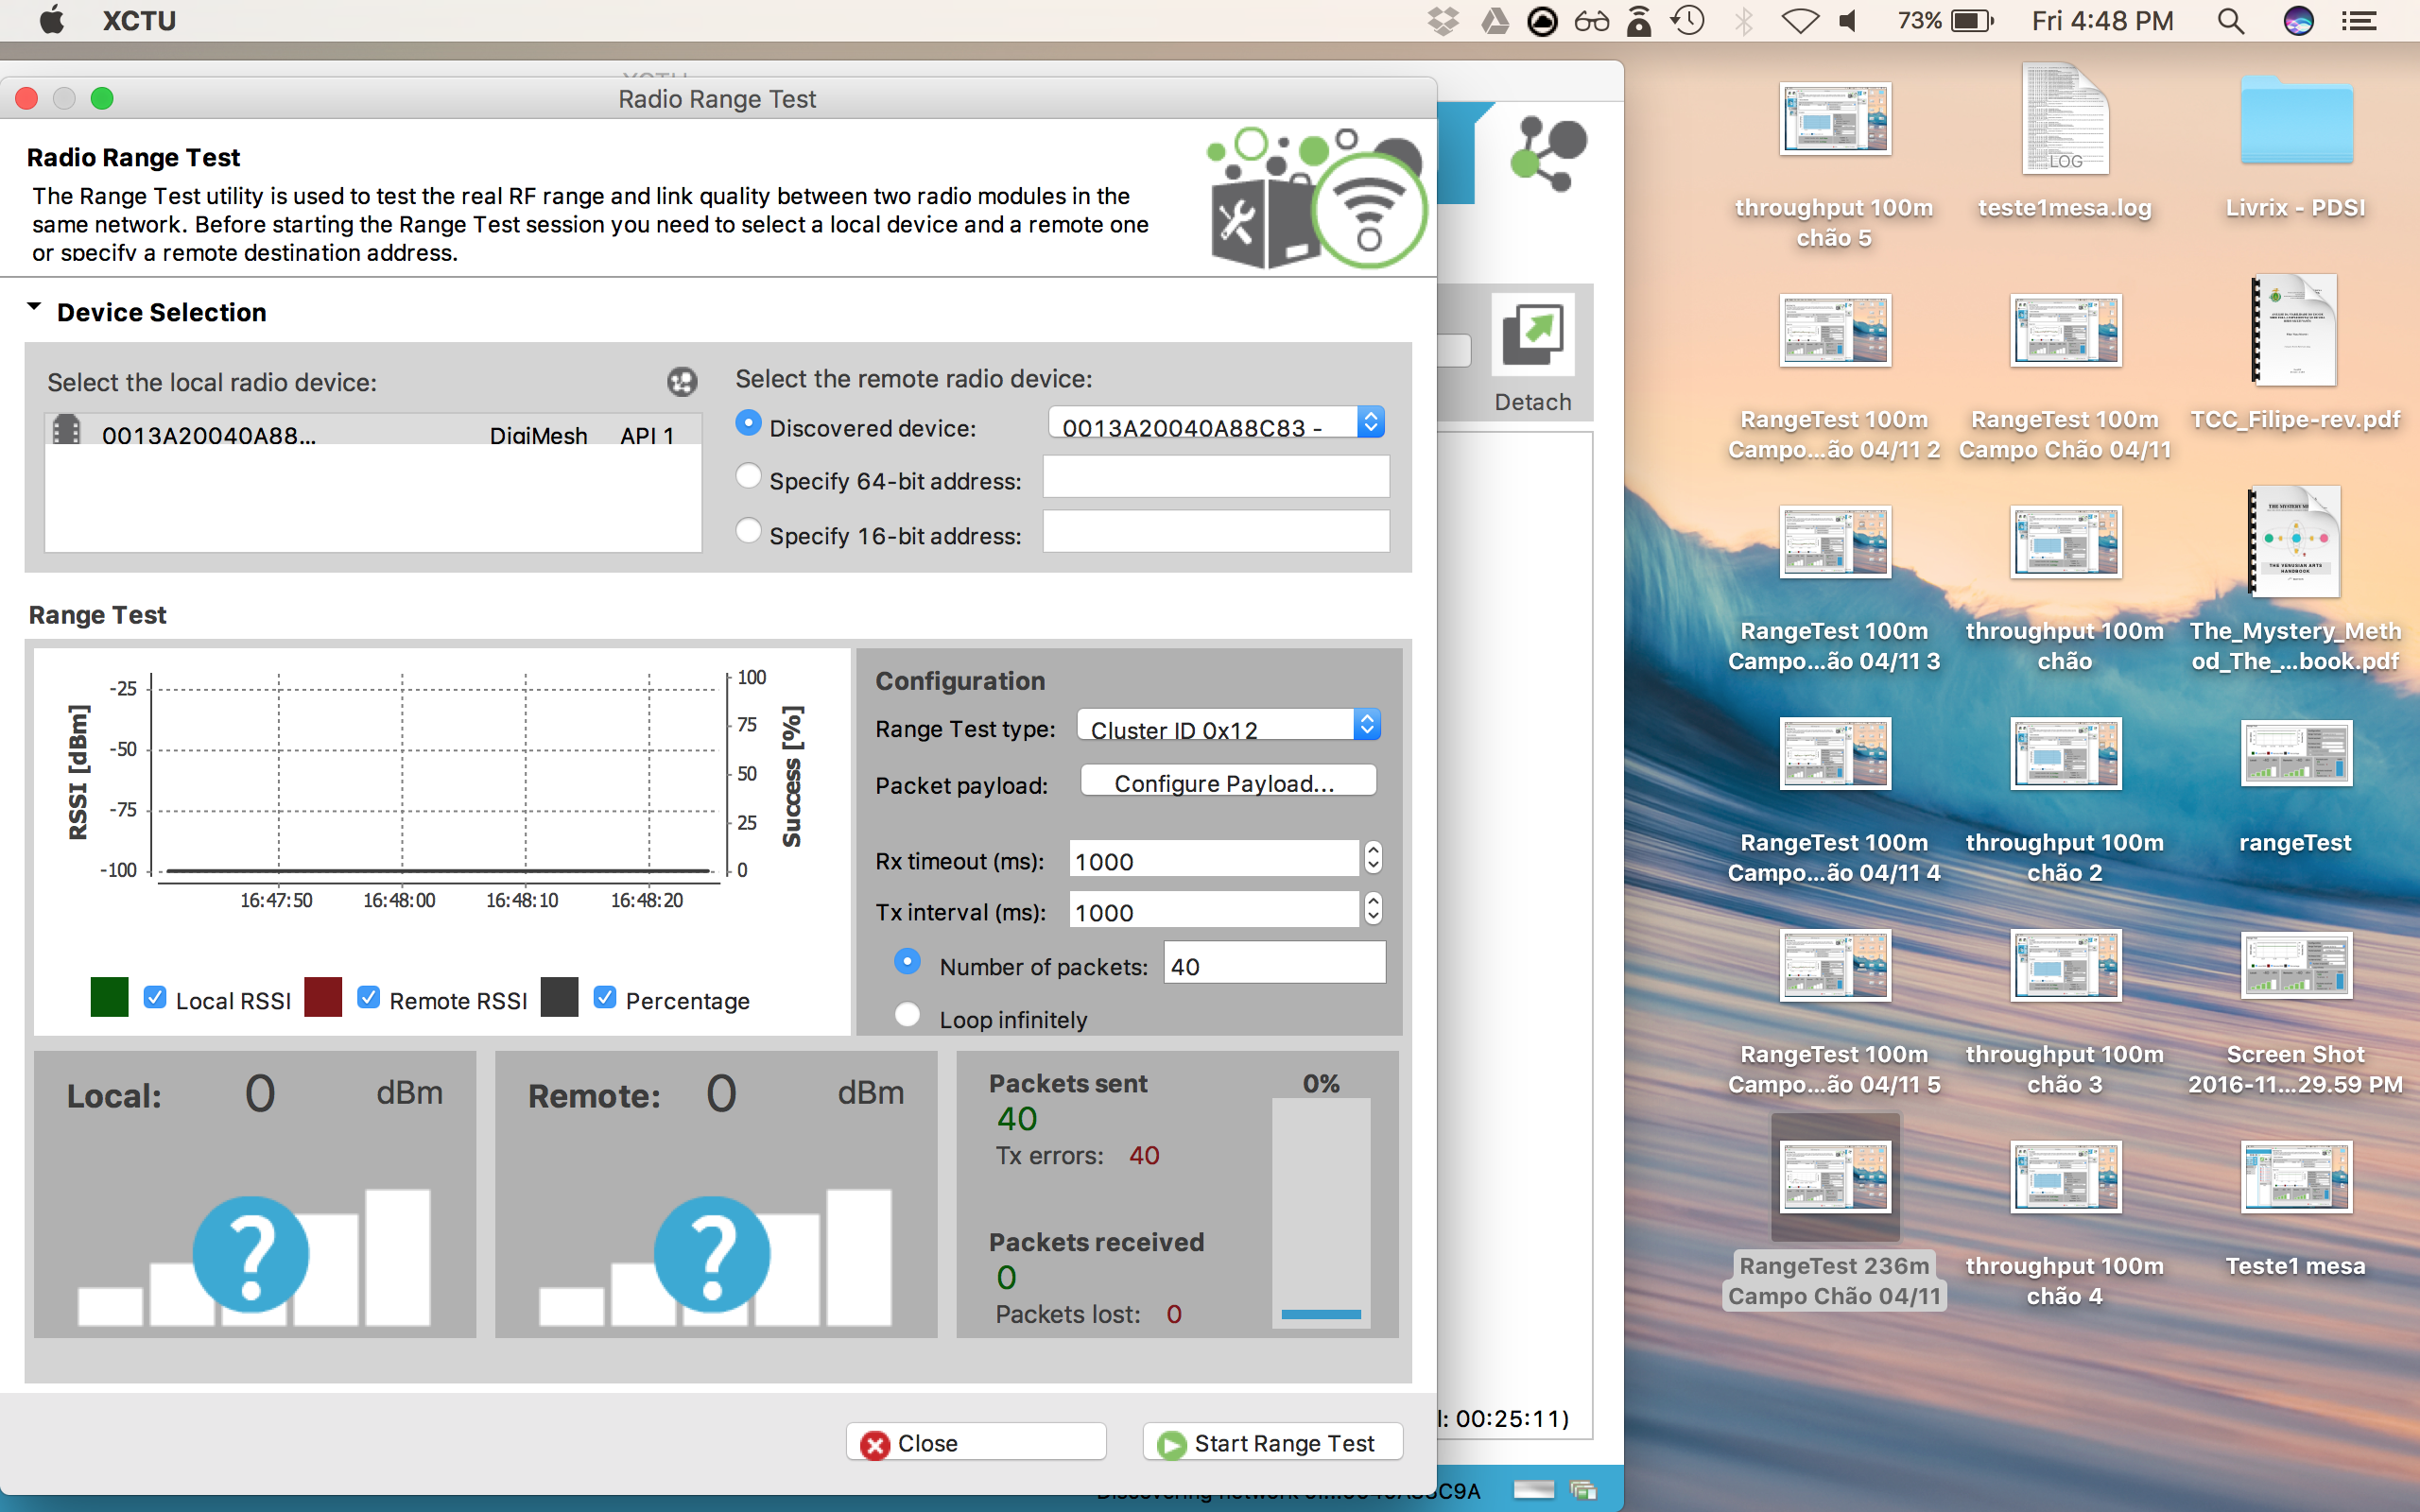 XCTU
73%
Fri 4:48 PM
Radio Range Test
Radio Range Test
The Range Test utility is used to test the real RF range and link quality between two radio modules in the
same network. Before starting the Range Test session you need to select a local device and a remote one
or specify a remote destination address.
Device Selection
Select the local radio device:
0013A20040A88... DigiMesh API 1
Select the remote radio device:
Discovered device: 0013A20040A88C83 -
Specify 64-bit address:
Specify 16-bit address:
Detach
Range Test
RSSI [dBm]
-25
-50
-75
-100
100
75
50
25
0
Success [%]
16:47:50 16:48:00 16:48:10 16:48:20
Local RSSI Remote RSSI Percentage
Configuration
Range Test type: Cluster ID 0x12
Packet payload: Configure Payload...
Rx timeout (ms): 1000
Tx interval (ms): 1000
Number of packets: 40
Loop infinitely
Local: 0 dBm
Remote: 0 dBm
Packets sent
40
Tx errors: 40
Packets received
0
Packets lost: 0
0%
Close
Start Range Test
l: 00:25:11)
throughput 100m
chão 5
LOG
teste1mesa.log
Livrix - PDSI
RangeTest 100m
Campo...ão 04/11 2
RangeTest 100m
Campo Chão 04/11
TCC_Filipe-rev.pdf
RangeTest 100m
Campo...ão 04/11 3
throughput 100m
chão
THE VENUSIAN ARTS
HANDBOOK
The_Mystery_Meth
od_The_...book.pdf
RangeTest 100m
Campo...ão 04/11 4
throughput 100m
chão 2
rangeTest
RangeTest 100m
Campo...ão 04/11 5
throughput 100m
chão 3
Screen Shot
2016-11...29.59 PM
RangeTest 236m
Campo Chão 04/11
throughput 100m
chão 4
Teste1 mesa